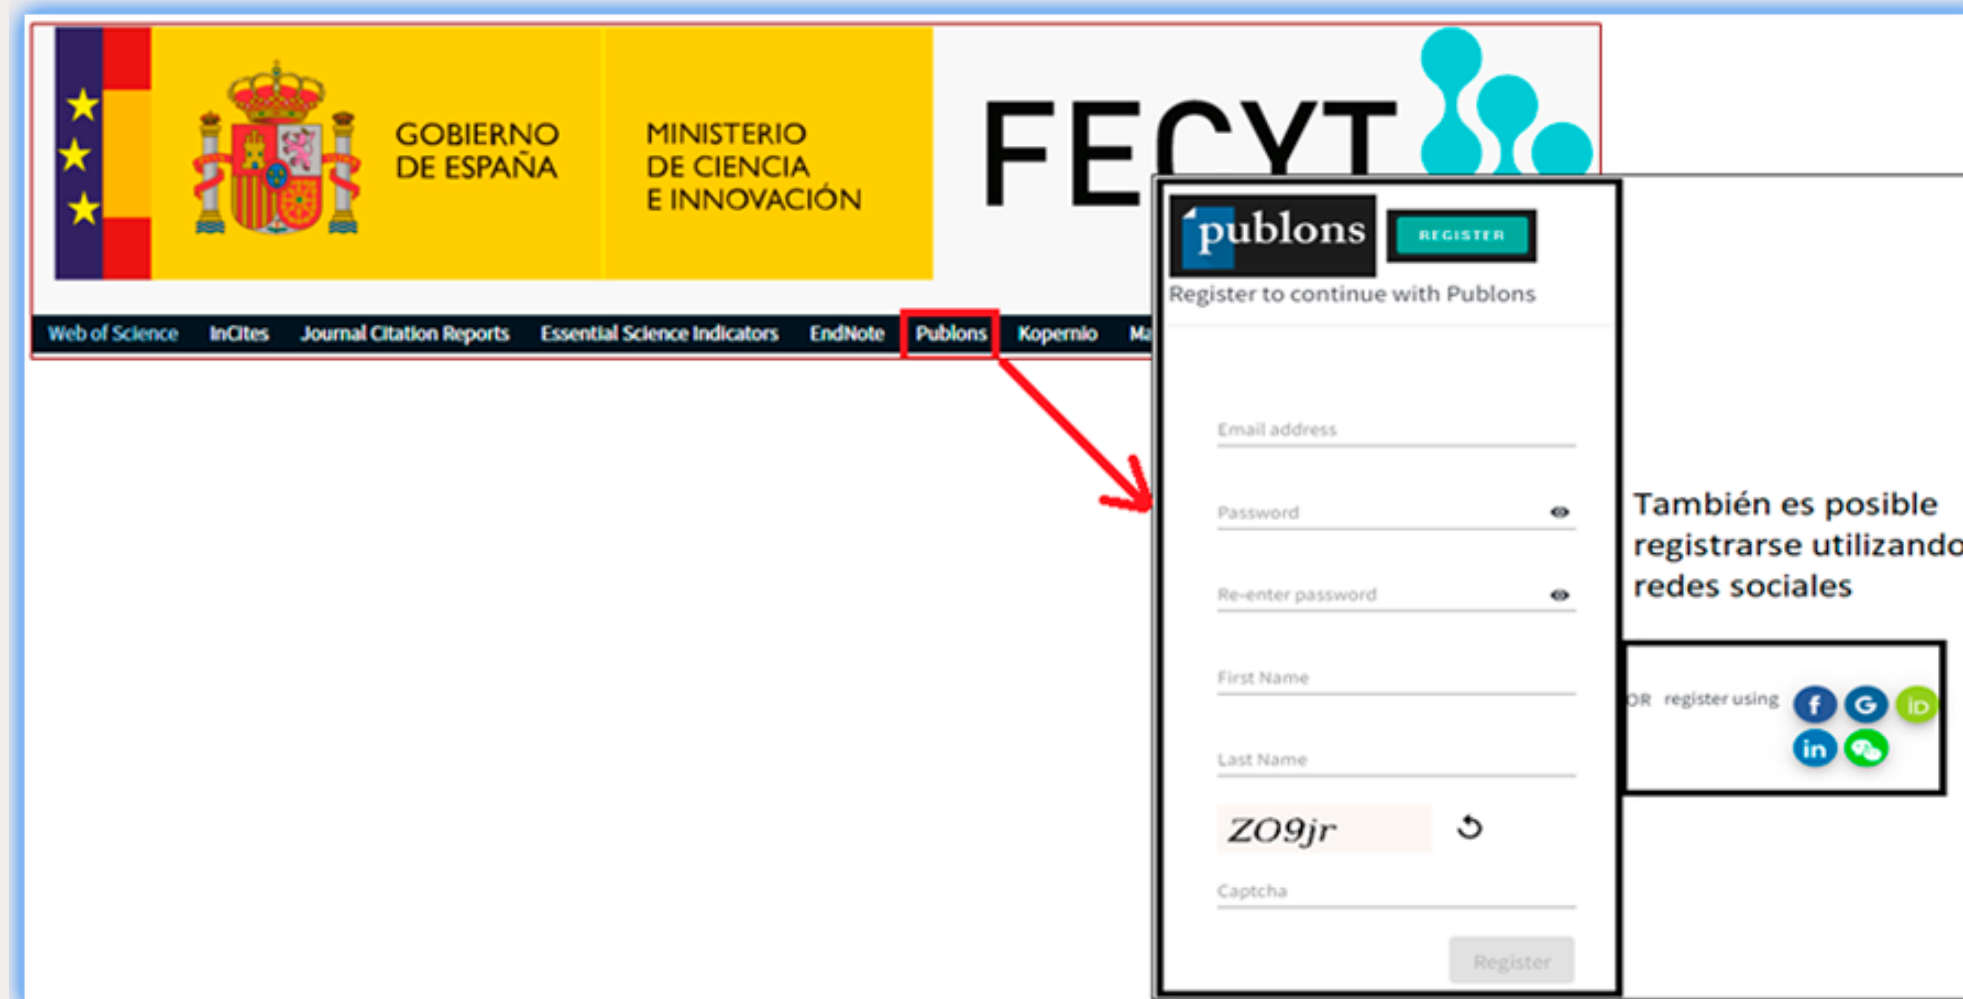 GOBIERNO
DE ESPAÑA
MINISTERIO
DE CIENCIA
E INNOVACIÓN
FECYT
Web of Science InCites Journal Citation Reports Essential Science Indicators EndNote Publons Kopernio
publons
REGISTER
Register to continue with Publons
Email address
Password
Re-enter password
First Name
Last Name
ZO9jr
Captcha
Register
También es posible
registrarse utilizando
redes sociales
OR register using
f G iD
in